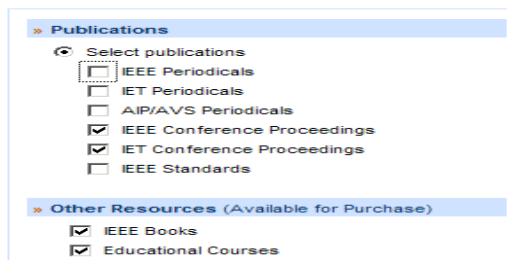 » Publications
Select publications
IEEE Periodicals
IET Periodicals
AIP/AVS Periodicals
IEEE Conference Proceedings
IET Conference Proceedings
IEEE Standards
» Other Resources (Available for Purchase)
IEEE Books
Educational Courses